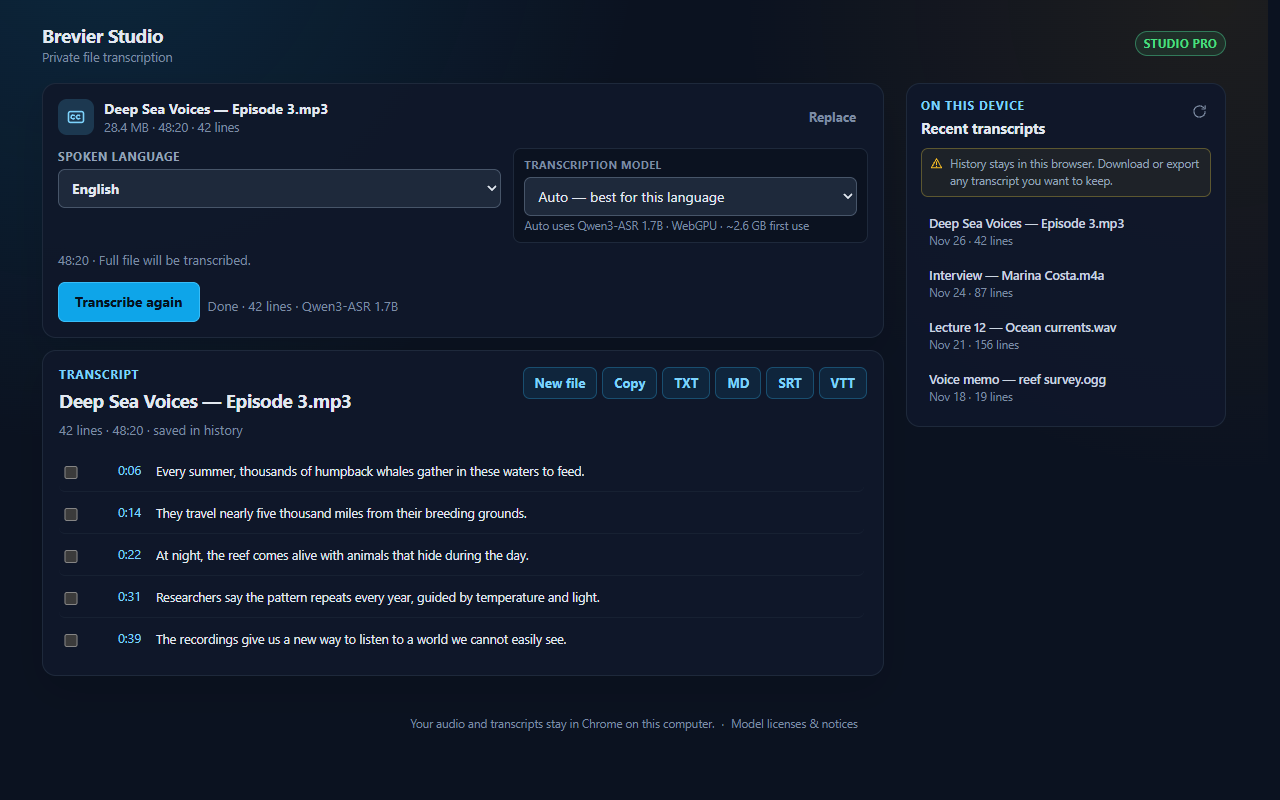 Brevier Studio
Private file transcription
STUDIO PRO
CC
Deep Sea Voices — Episode 3.mp3
28.4 MB · 48:20 · 42 lines
Replace
SPOKEN LANGUAGE
English
TRANSCRIPTION MODEL
Auto — best for this language
Auto uses Qwen3-ASR 1.7B · WebGPU · ~2.6 GB first use
48:20 · Full file will be transcribed.
Transcribe again
Done · 42 lines · Qwen3-ASR 1.7B
TRANSCRIPT
Deep Sea Voices — Episode 3.mp3
42 lines · 48:20 · saved in history
New file
Copy
TXT
MD
SRT
VTT
0:06 Every summer, thousands of humpback whales gather in these waters to feed.
0:14 They travel nearly five thousand miles from their breeding grounds.
0:22 At night, the reef comes alive with animals that hide during the day.
0:31 Researchers say the pattern repeats every year, guided by temperature and light.
0:39 The recordings give us a new way to listen to a world we cannot easily see.
ON THIS DEVICE
Recent transcripts
History stays in this browser. Download or export
any transcript you want to keep.
Deep Sea Voices — Episode 3.mp3
Nov 26 · 42 lines
Interview — Marina Costa.m4a
Nov 24 · 87 lines
Lecture 12 — Ocean currents.wav
Nov 21 · 156 lines
Voice memo — reef survey.ogg
Nov 18 · 19 lines
Your audio and transcripts stay in Chrome on this computer. · Model licenses & notices